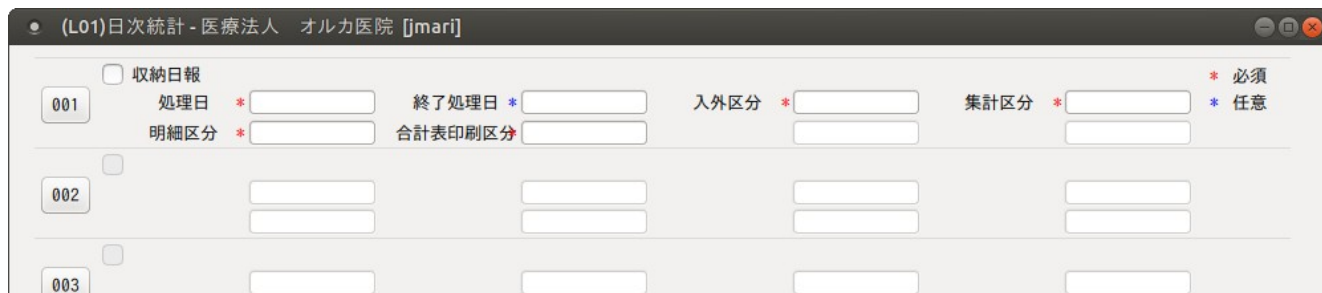 (L01)日次統計 - 医療法人　オルカ医院 [jmari]
収納日報
* 必須
001 処理日 * 終了処理日 * 入外区分 * 集計区分 * * 任意
明細区分 * 合計表印刷区分*
002
003